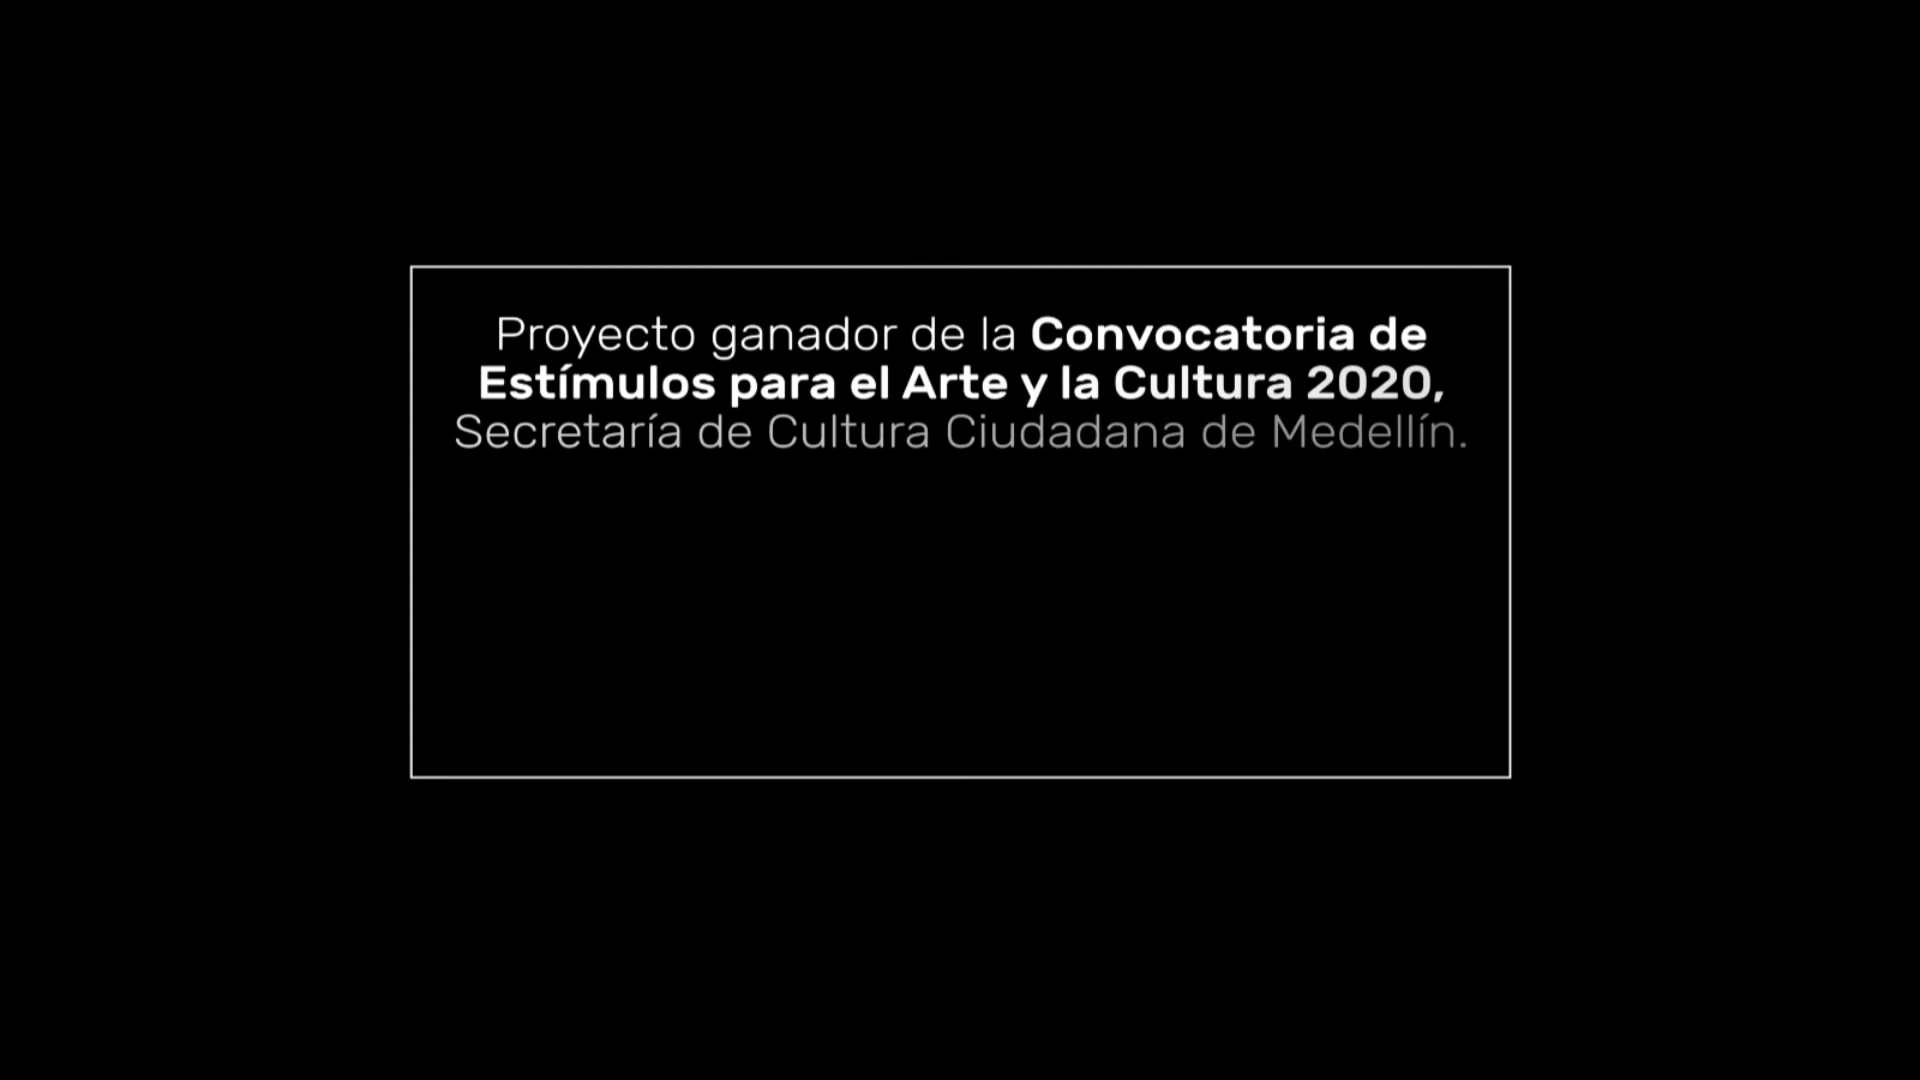 Proyecto ganador de la Convocatoria de
Estímulos para el Arte y la Cultura 2020,
Secretaría de Cultura Ciudadana de Medellín.